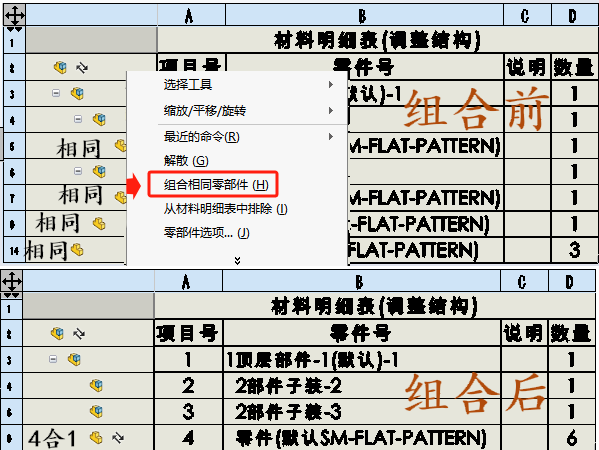 A B C D
1 材料明细表(调整结构)
2 项目号 零件号 说明 数量
3 默认)-1 1
4 1
5 相同 M-FLAT-PATTERN) 1
6 1
7 相同 M-FLAT-PATTERN) 1
8 相同 -FLAT-PATTERN) 1
14 相同 FLAT-PATTERN) 3
组合前
选择工具
缩放/平移/旋转
最近的命令(R)
解散 (G)
组合相同零部件 (H)
从材料明细表中排除 (I)
零部件选项... (J)
A B C D
1 材料明细表(调整结构)
2 项目号 零件号 说明 数量
3 1 1顶层部件-1(默认)-1 1
4 2 2部件子装-2 1
3 2部件子装-3 1
4合1 4 零件(默认SM-FLAT-PATTERN) 6
组合后